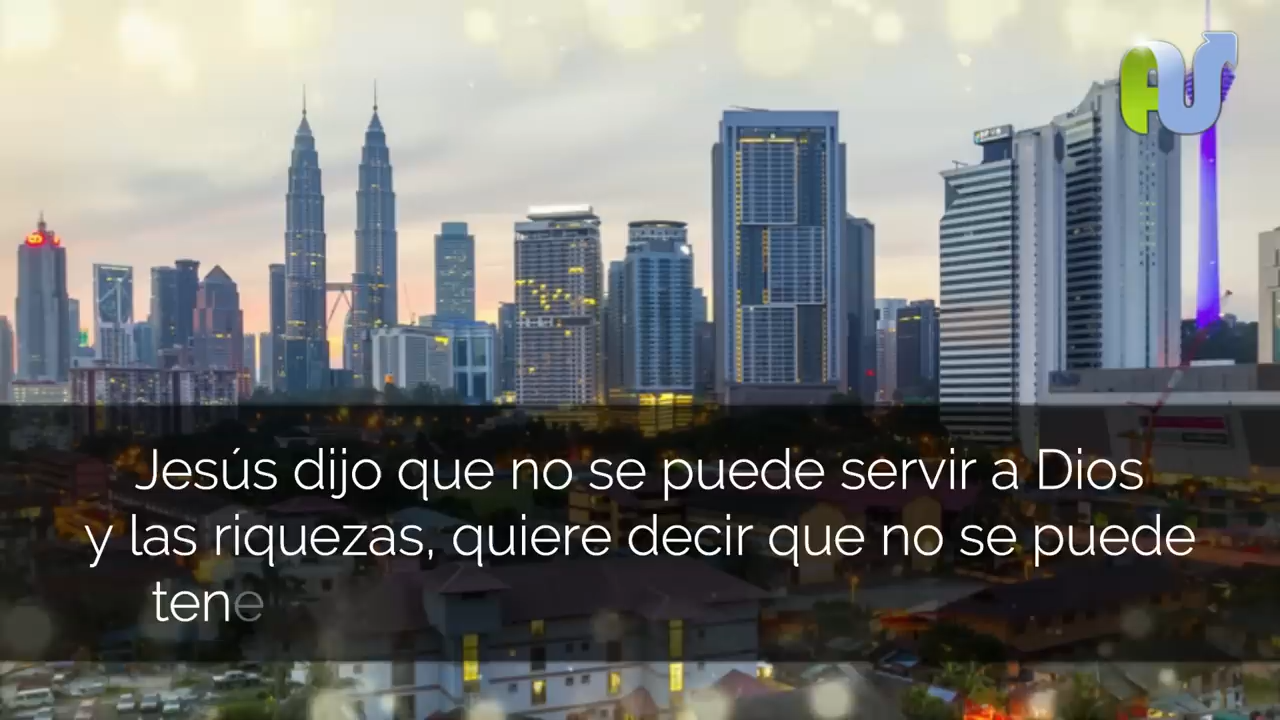 Jesús dijo que no se puede servir a Dios
y las riquezas, quiere decir que no se puede
tene